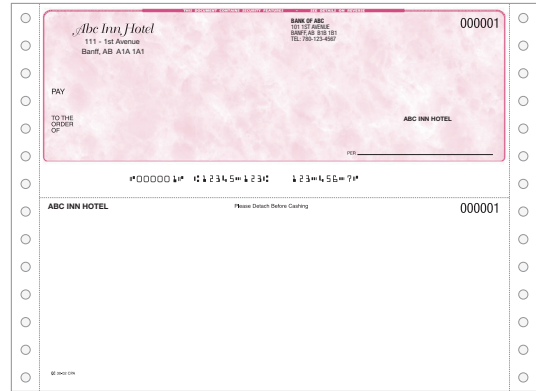 THIS DOCUMENT CONTAINS SECURITY FEATURES - SEE DETAILS ON REVERSE
Abc Inn Hotel
111 - 1st Avenue
Banff, AB A1A 1A1
BANK OF ABC
101 1ST AVENUE
BANFF, AB B1B 1B1
TEL: 780-123-4567
000001
PAY
TO THE
ORDER
OF
ABC INN HOTEL
PER
⑈000001⑈ ⑆12345⑉123⑆ 123⑉456⑉7⑈
ABC INN HOTEL
Please Detach Before Cashing
000001